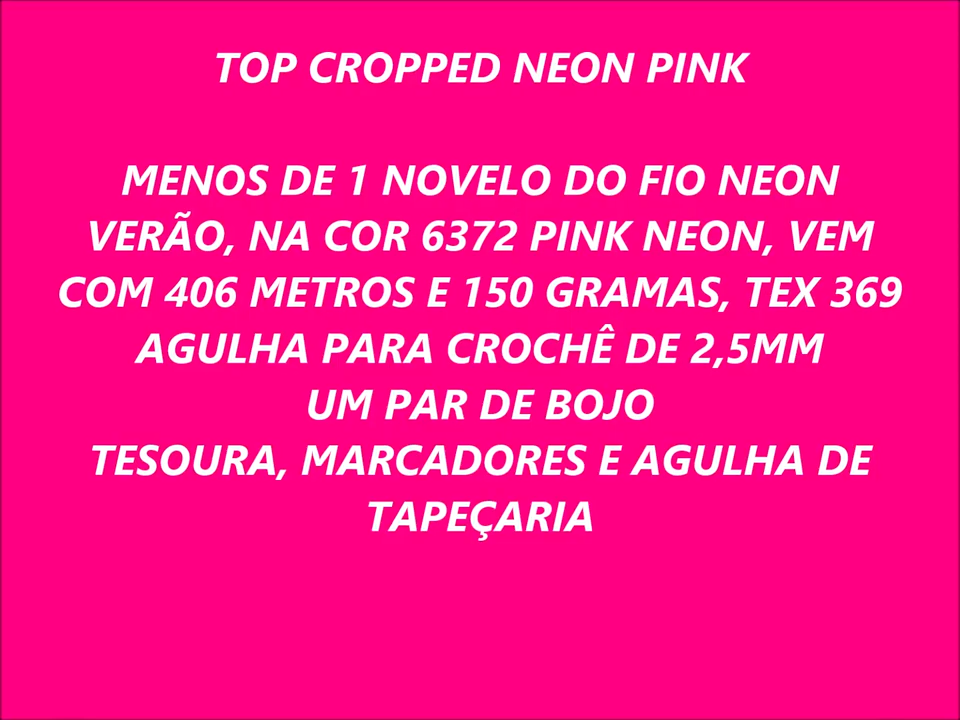 TOP CROPPED NEON PINK
MENOS DE 1 NOVELO DO FIO NEON
VERÃO, NA COR 6372 PINK NEON, VEM
COM 406 METROS E 150 GRAMAS, TEX 369
AGULHA PARA CROCHÊ DE 2,5MM
UM PAR DE BOJO
TESOURA, MARCADORES E AGULHA DE
TAPEÇARIA